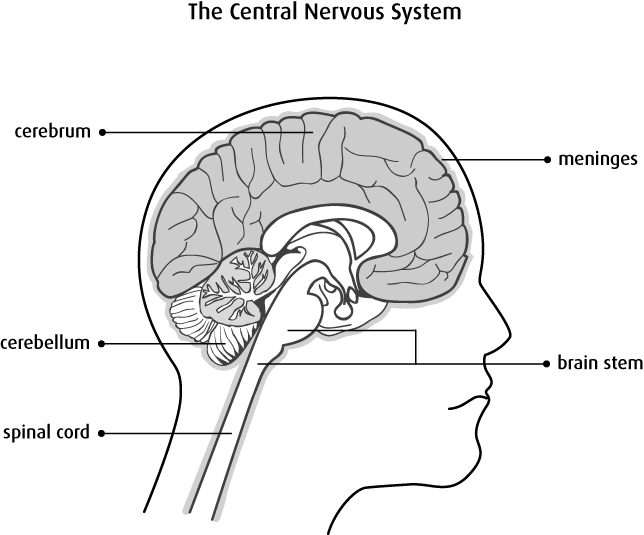 The Central Nervous System
cerebrum
meninges
cerebellum
brain stem
spinal cord